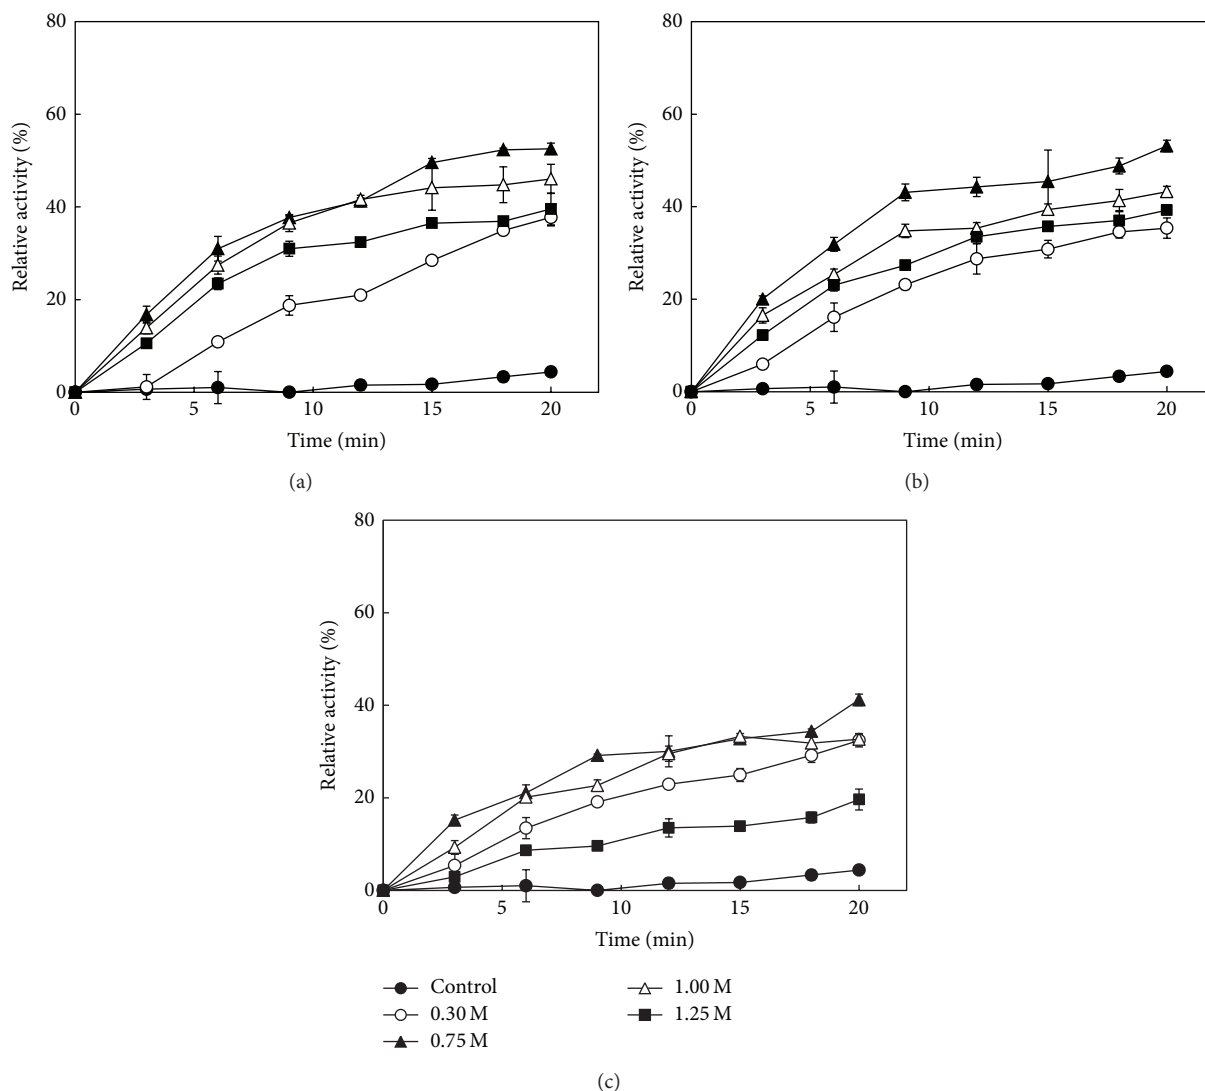 80
60
40
20
0
Relative activity (%)
0 5 10 15 20
Time (min)
(a)
80
60
40
20
0
Relative activity (%)
0 5 10 15 20
Time (min)
(b)
80
60
40
20
0
Relative activity (%)
0 5 10 15 20
Time (min)
Control
0.30 M
0.75 M
1.00 M
1.25 M
(c)